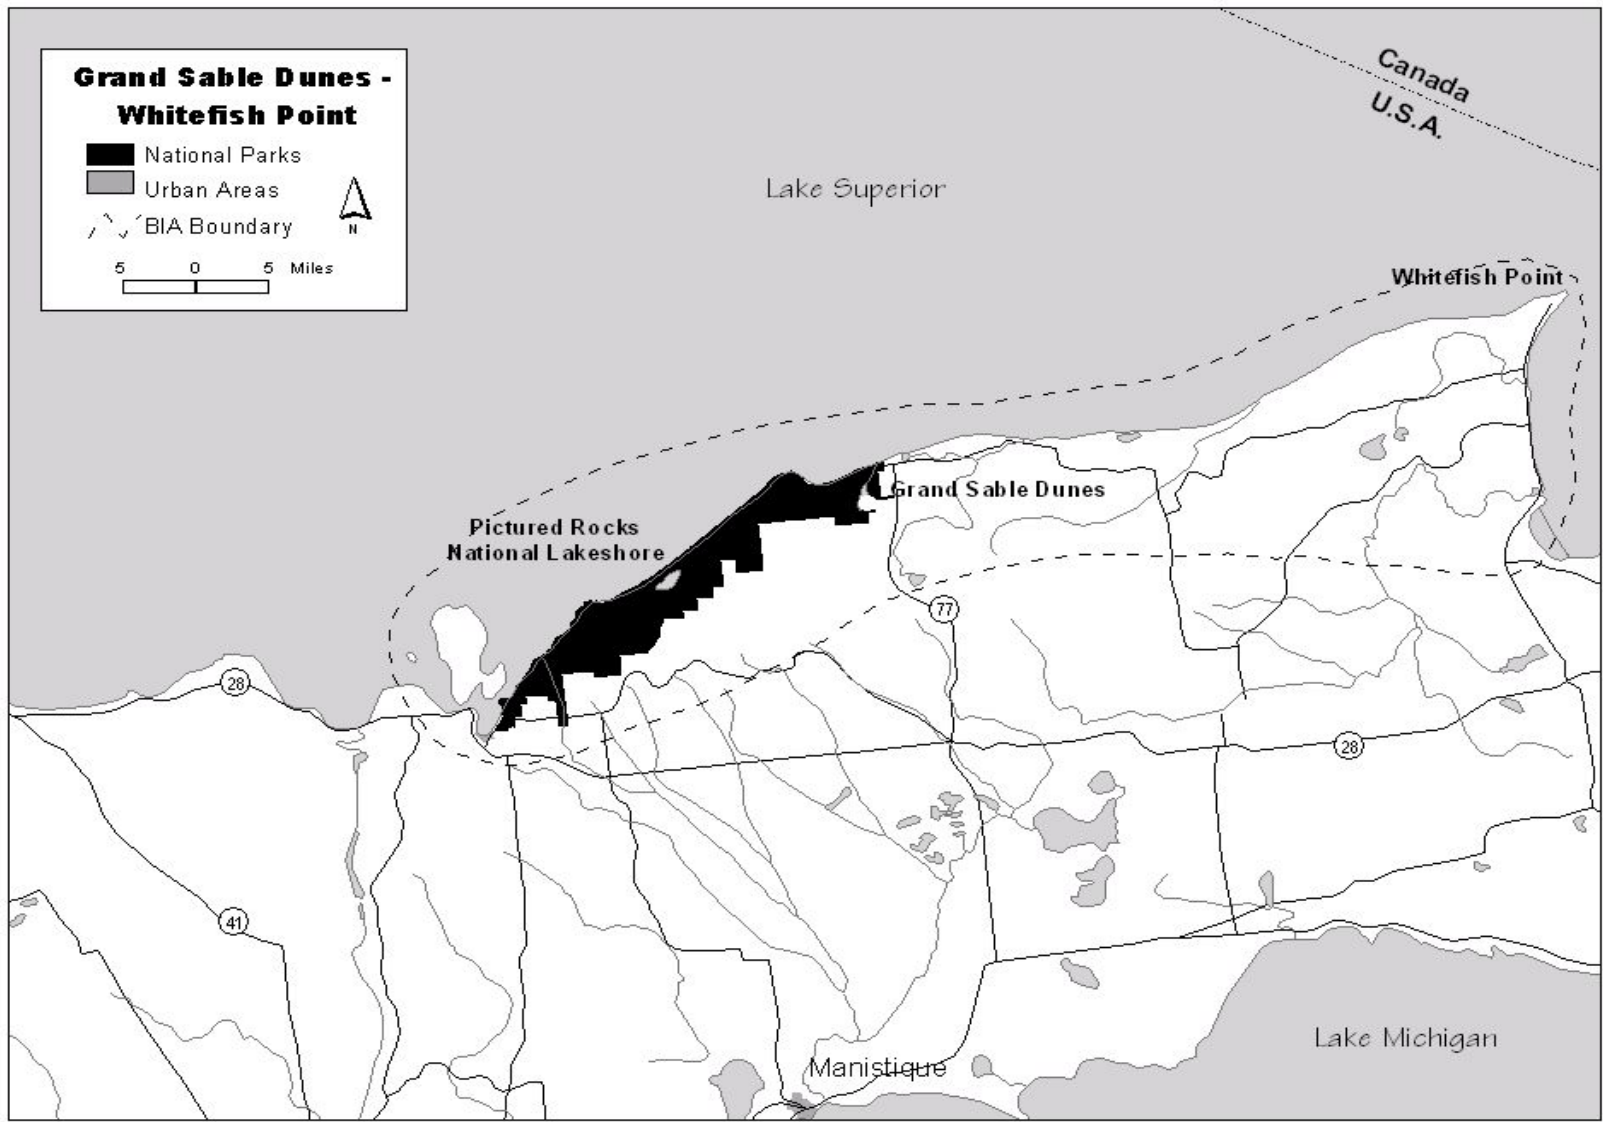 Grand Sable Dunes -
Whitefish Point
National Parks
Urban Areas
BIA Boundary
N
5 0 5 Miles
Canada
U.S.A.
Lake Superior
Whitefish Point
Grand Sable Dunes
Pictured Rocks
National Lakeshore
77
28
28
41
Lake Michigan
Manistique